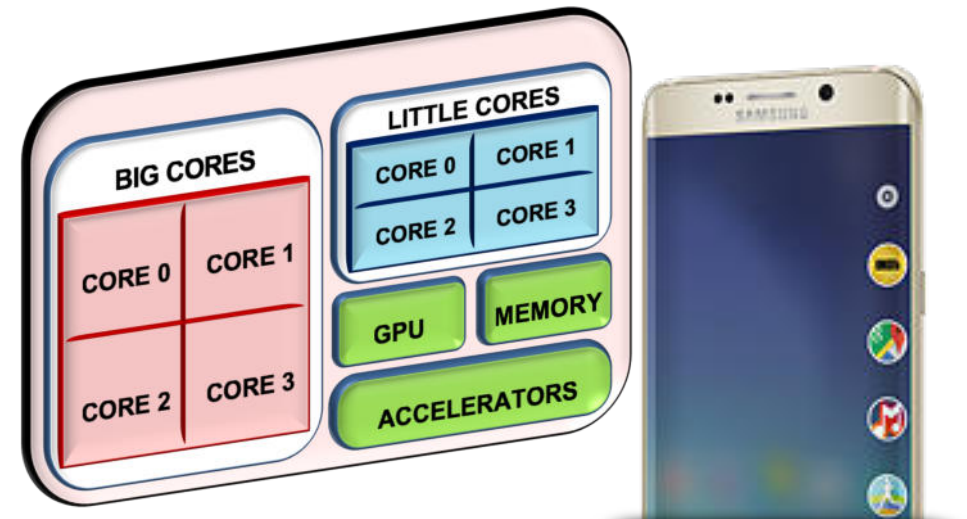 BIG CORES
CORE 0
CORE 1
CORE 2
CORE 3
LITTLE CORES
CORE 0
CORE 1
CORE 2
CORE 3
GPU
MEMORY
ACCELERATORS
SAMSUNG